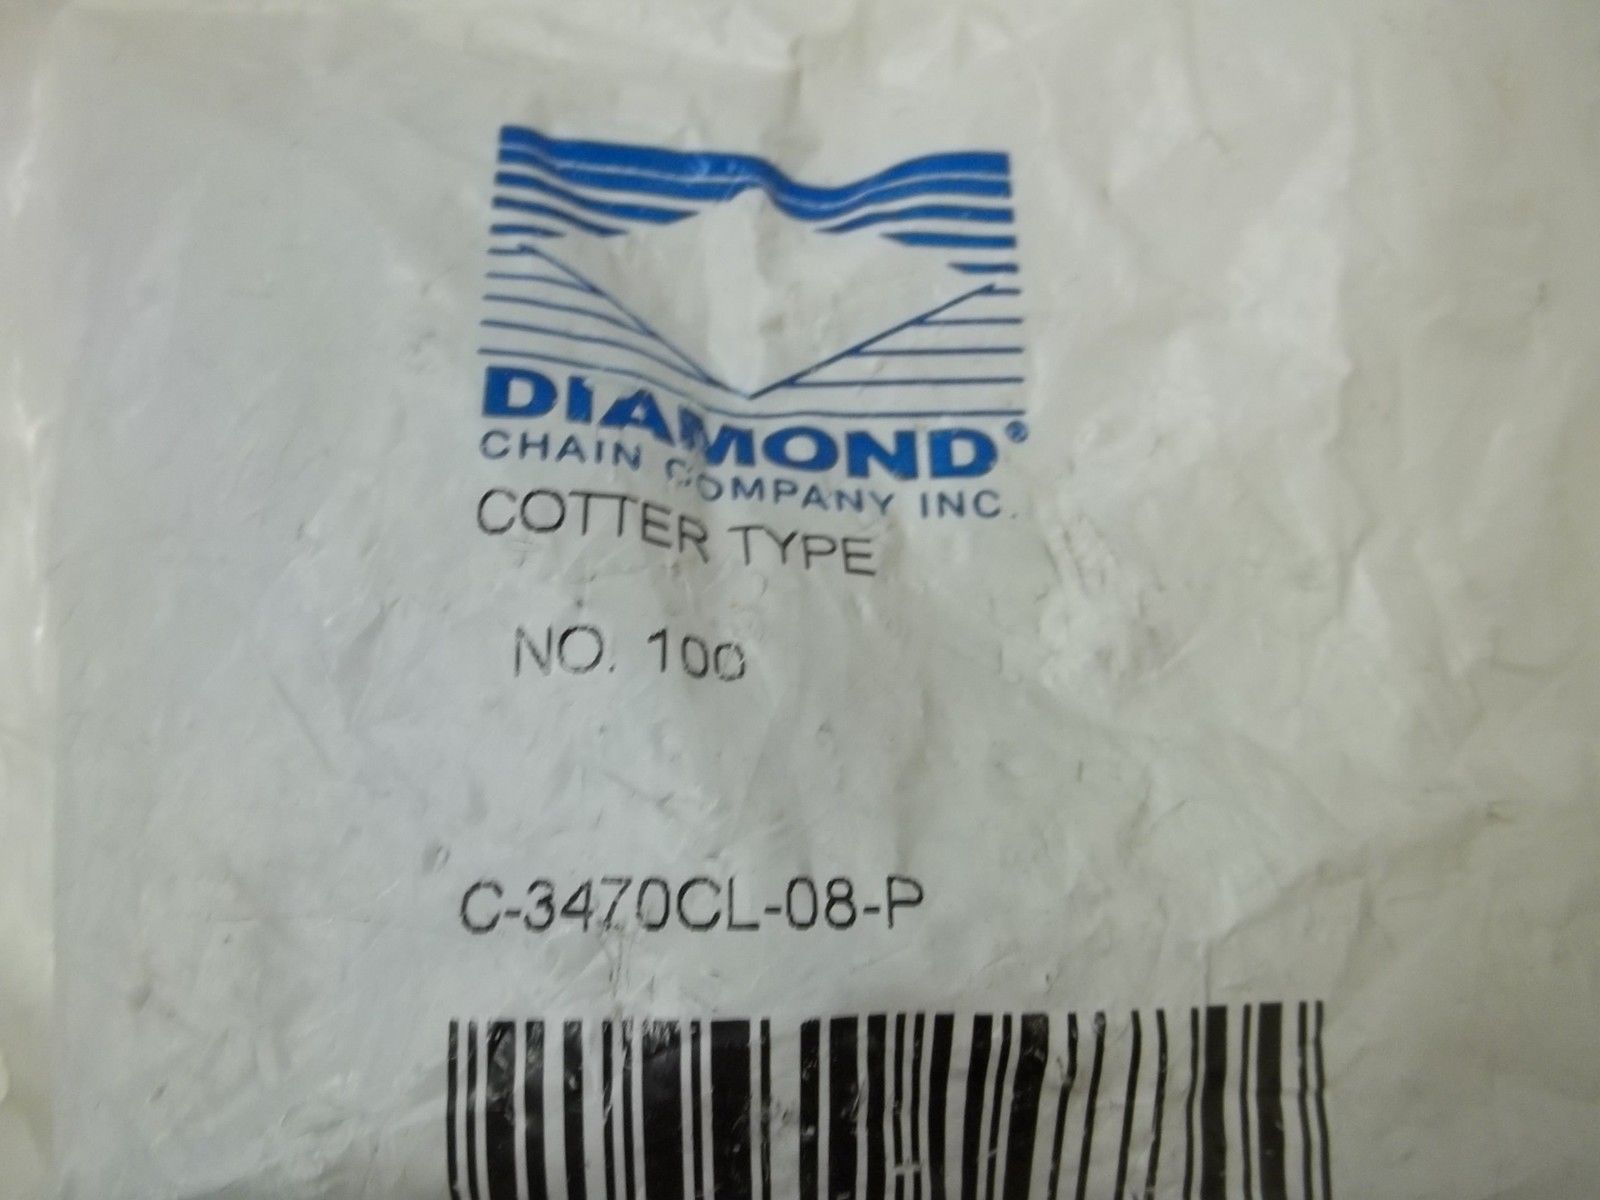 DIAMOND®
CHAIN COMPANY INC.
COTTER TYPE
NO. 100
C-3470CL-08-P